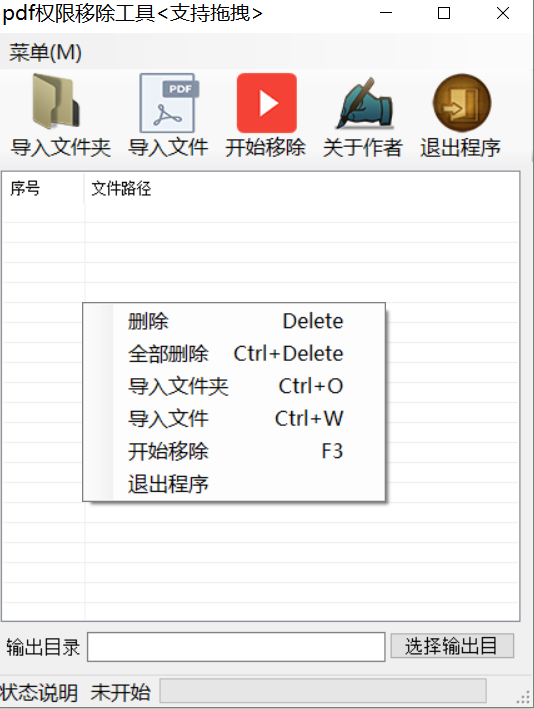 pdf权限移除工具<支持拖拽>
菜单(M)
PDF
导入文件夹 导入文件 开始移除 关于作者 退出程序
序号 文件路径
删除 Delete
全部删除 Ctrl+Delete
导入文件夹 Ctrl+O
导入文件 Ctrl+W
开始移除 F3
退出程序
输出目录 选择输出目
状态说明 未开始